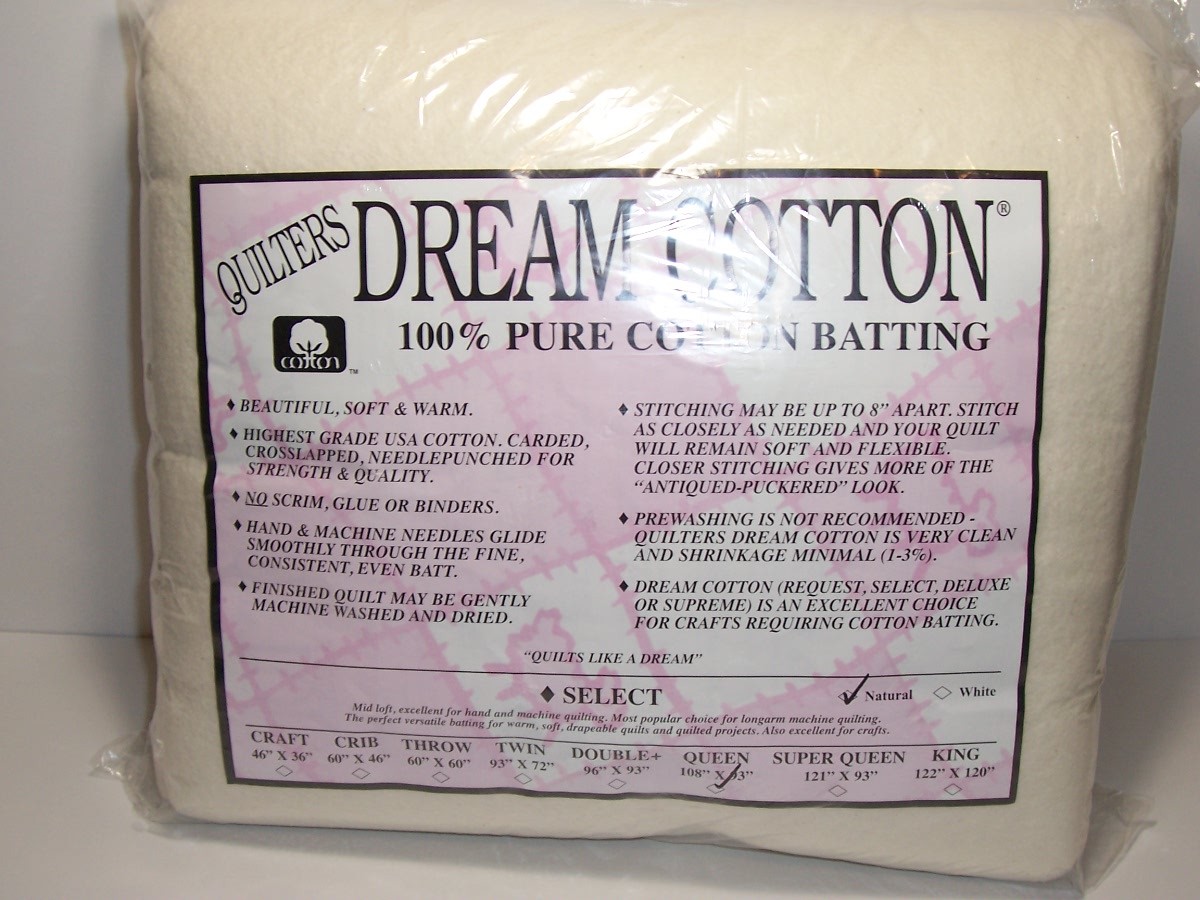 QUILTERS DREAM COTTON®
cotton™
100% PURE COTTON BATTING
♦ BEAUTIFUL, SOFT & WARM.
♦ HIGHEST GRADE USA COTTON. CARDED,
CROSSLAPPED, NEEDLEPUNCHED FOR
STRENGTH & QUALITY.
♦ NO SCRIM, GLUE OR BINDERS.
♦ HAND & MACHINE NEEDLES GLIDE
SMOOTHLY THROUGH THE FINE,
CONSISTENT, EVEN BATT.
♦ FINISHED QUILT MAY BE GENTLY
MACHINE WASHED AND DRIED.
♦ STITCHING MAY BE UP TO 8” APART. STITCH
AS CLOSELY AS NEEDED AND YOUR QUILT
WILL REMAIN SOFT AND FLEXIBLE.
CLOSER STITCHING GIVES MORE OF THE
“ANTIQUED-PUCKERED” LOOK.
♦ PREWASHING IS NOT RECOMMENDED -
QUILTERS DREAM COTTON IS VERY CLEAN
AND SHRINKAGE MINIMAL (1-3%).
♦ DREAM COTTON (REQUEST, SELECT, DELUXE
OR SUPREME) IS AN EXCELLENT CHOICE
FOR CRAFTS REQUIRING COTTON BATTING.
“QUILTS LIKE A DREAM”
♦ SELECT
Natural White
Mid loft, excellent for hand and machine quilting. Most popular choice for longarm machine quilting.
The perfect versatile batting for warm, soft, drapeable quilts and quilted projects. Also excellent for crafts.
CRAFT CRIB THROW TWIN DOUBLE+ QUEEN SUPER QUEEN KING
46” X 36” 60” X 46” 60” X 60” 93” X 72” 96” X 93” 108” X 93” 121” X 93” 122” X 120”